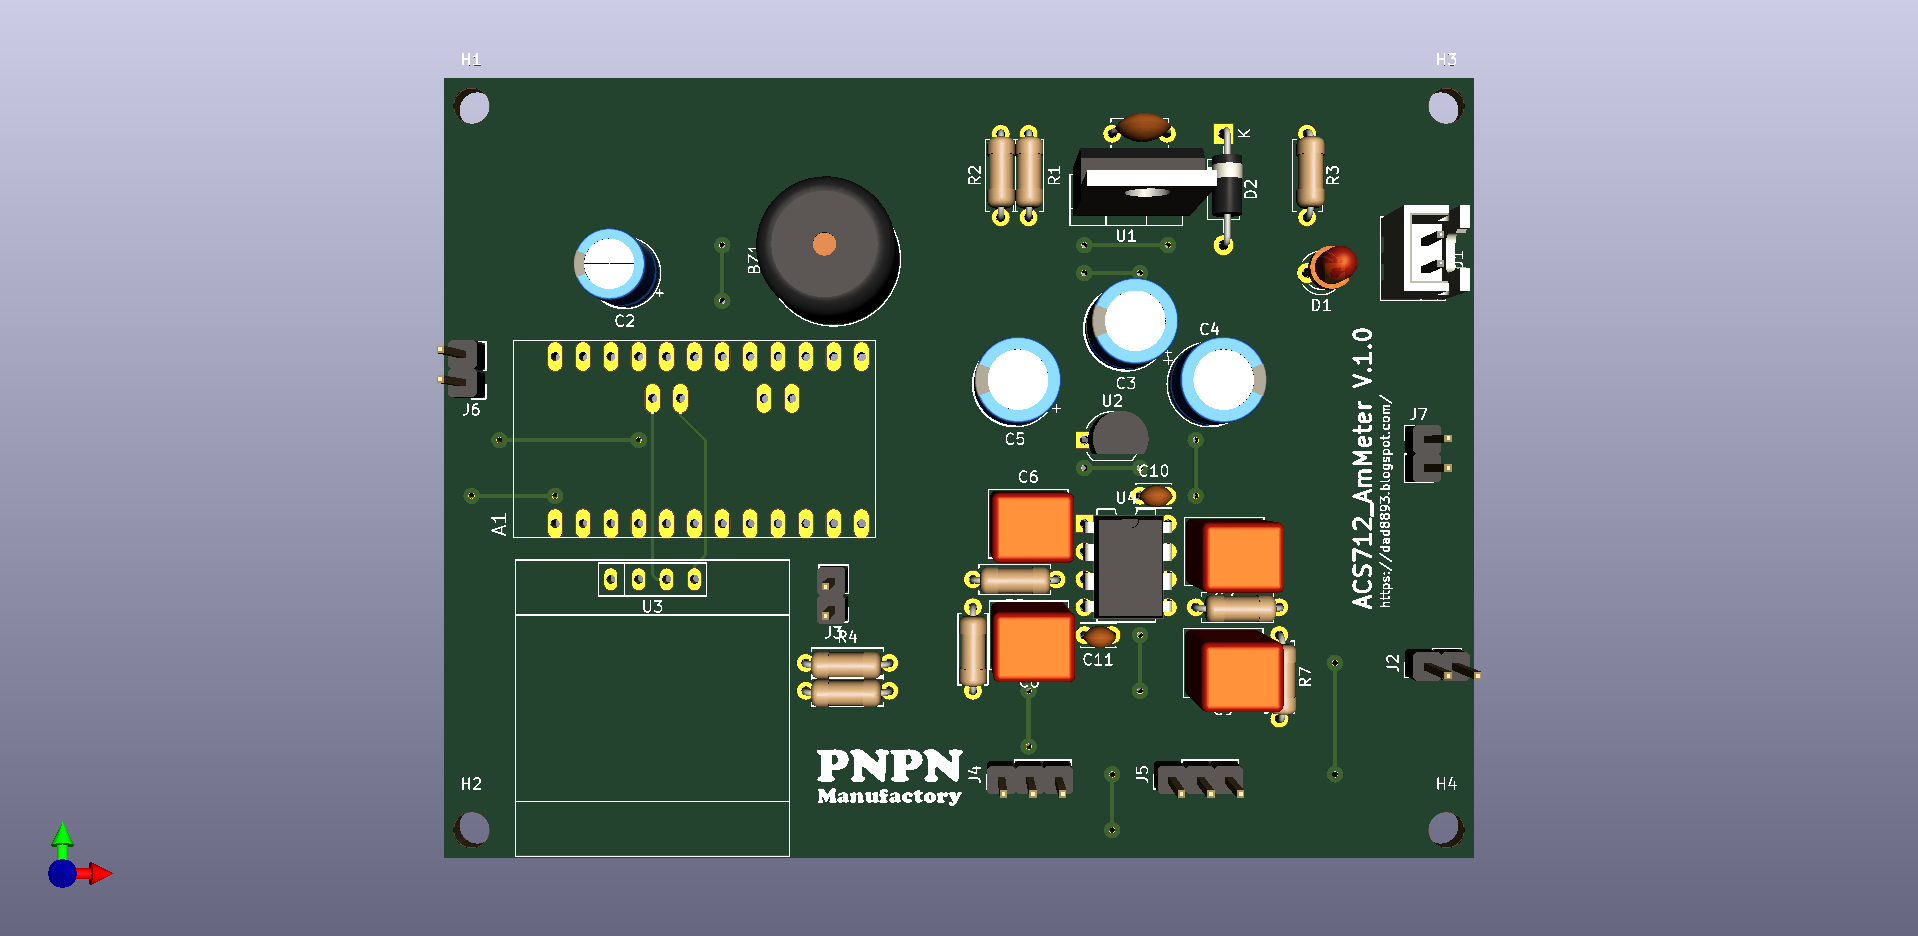 H1
H3
K
R2
R1
D2
R3
U1
BZ1
J1
D1
C2
C4
C3
U2
C5
J6
J7
C6
C10
U4
A1
ACS712_AmMeter V.1.0
https://dad8893.blogspot.com/
U3
J3
R4
C11
J2
R7
PNPN
Manufactory
J4
J5
H2
H4